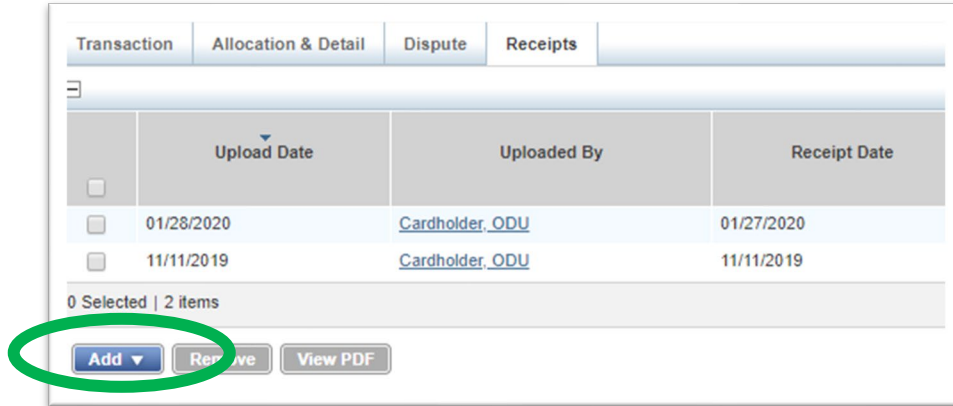 Transaction Allocation & Detail Dispute Receipts
Upload Date Uploaded By Receipt Date
01/28/2020 Cardholder, ODU 01/27/2020
11/11/2019 Cardholder, ODU 11/11/2019
0 Selected | 2 items
Add Remove View PDF